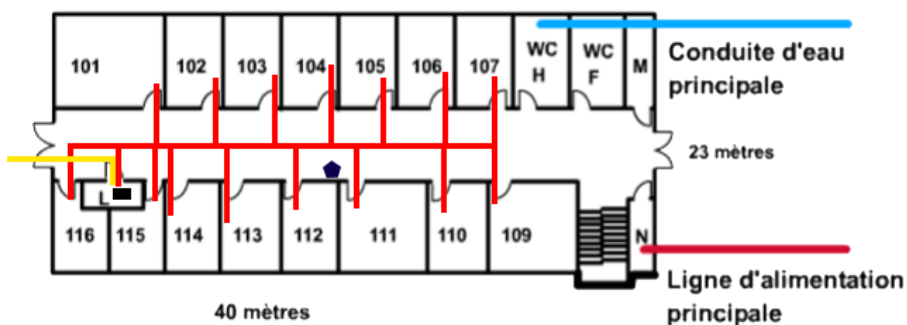 101
102
103
104
105
106
107
WC
H
WC
F
M
Conduite d'eau
principale
23 mètres
L
116
115
114
113
112
111
110
109
N
Ligne d'alimentation
principale
40 mètres